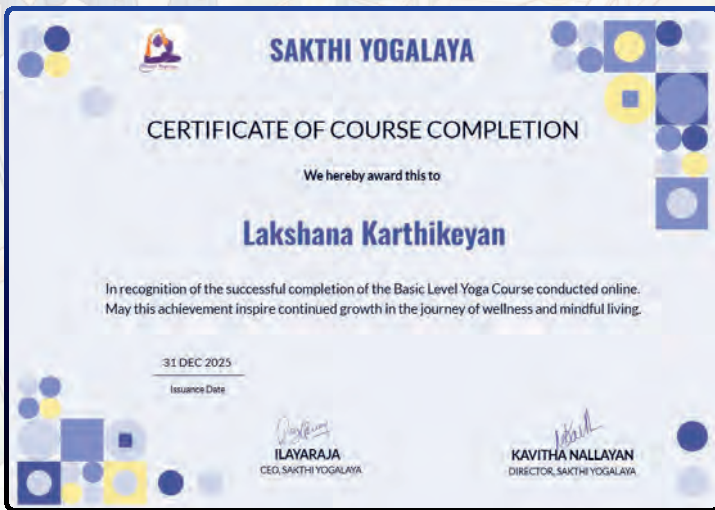 SAKTHI YOGALAYA
CERTIFICATE OF COURSE COMPLETION
We hereby award this to
Lakshana Karthikeyan
In recognition of the successful completion of the Basic Level Yoga Course conducted online.
May this achievement inspire continued growth in the journey of wellness and mindful living.
31 DEC 2025
Issuance Date
ILAYARAJA
CEO, SAKTHI YOGALAYA
KAVITHA NALLAYAN
DIRECTOR, SAKTHI YOGALAYA